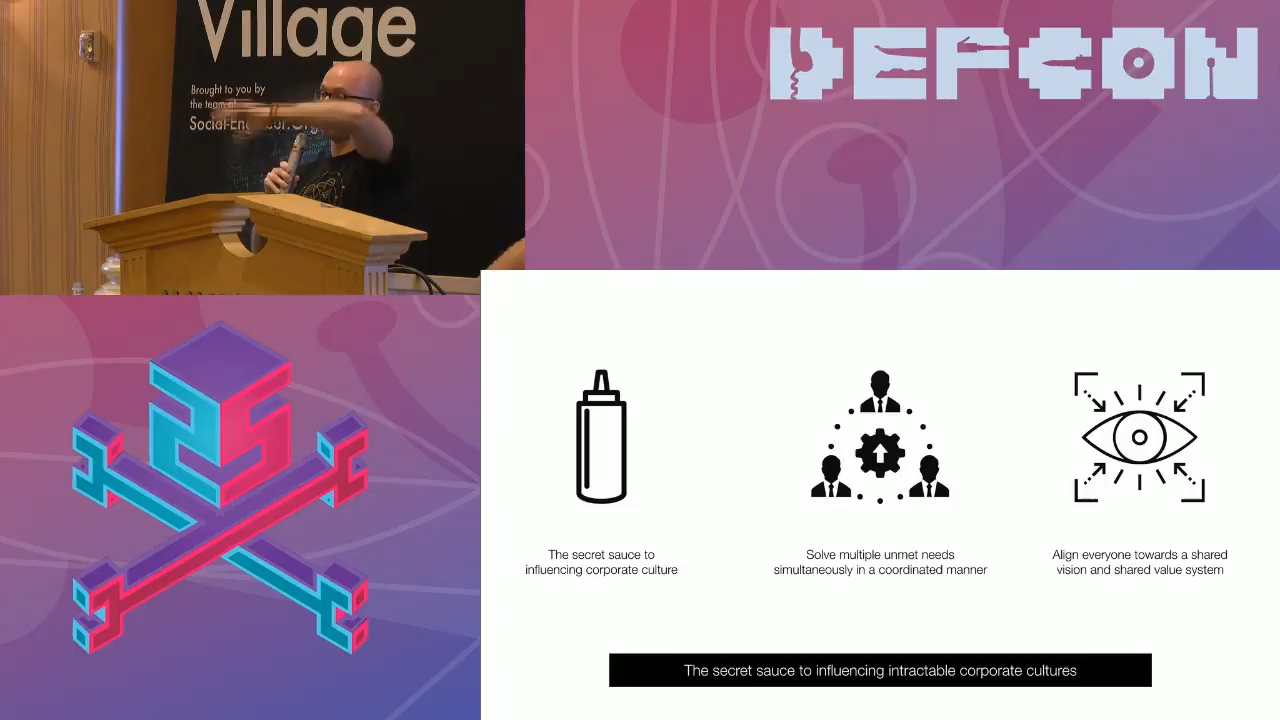 Village
Brought to you by
the team at
DEFCON
The secret sauce to
influencing corporate culture
Solve multiple unmet needs
simultaneously in a coordinated manner
Align everyone towards a shared
vision and shared value system
The secret sauce to influencing intractable corporate cultures